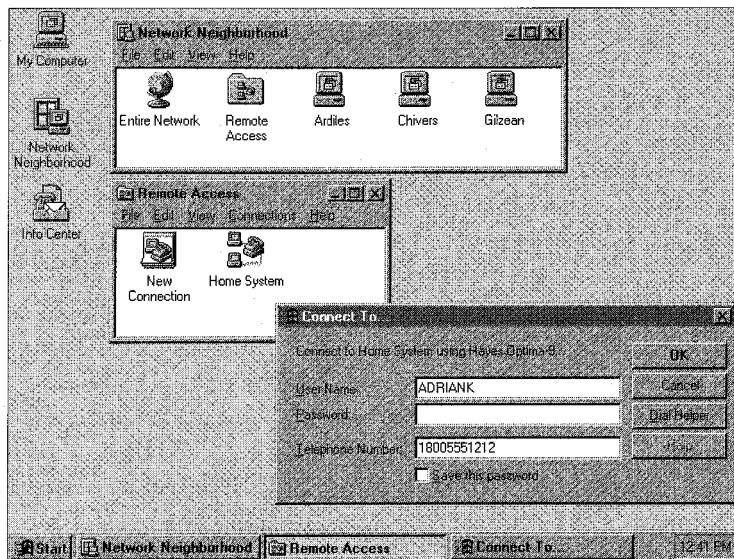 My Computer
Network
Neighborhood
Info Center
Network Neighborhood
File Edit View Help
Entire Network
Remote
Access
Ardiles
Chivers
Gilzean
Remote Access
File Edit View Connections Help
New
Connection
Home System
Connect To...
Connect to Home System using Hayes Optima 9...
User Name:
ADRIANK
Password:
Telephone Number:
18005551212
Save this password
OK
Cancel
Dial Helper
Help
Start
Network Neighborhood
Remote Access
Connect To...
12:41 PM